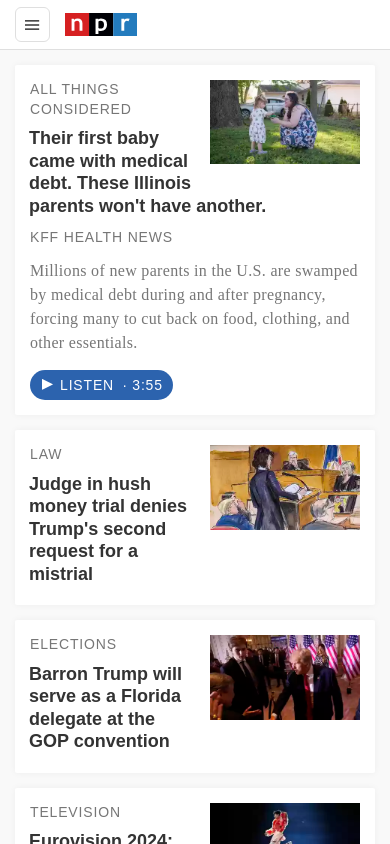 npr
ALL THINGS
CONSIDERED
Their first baby
came with medical
debt. These Illinois
parents won't have another.
KFF HEALTH NEWS
Millions of new parents in the U.S. are swamped
by medical debt during and after pregnancy,
forcing many to cut back on food, clothing, and
other essentials.
LISTEN · 3:55
LAW
Judge in hush
money trial denies
Trump's second
request for a
mistrial
ELECTIONS
Barron Trump will
serve as a Florida
delegate at the
GOP convention
TELEVISION
Eurovision 2024: